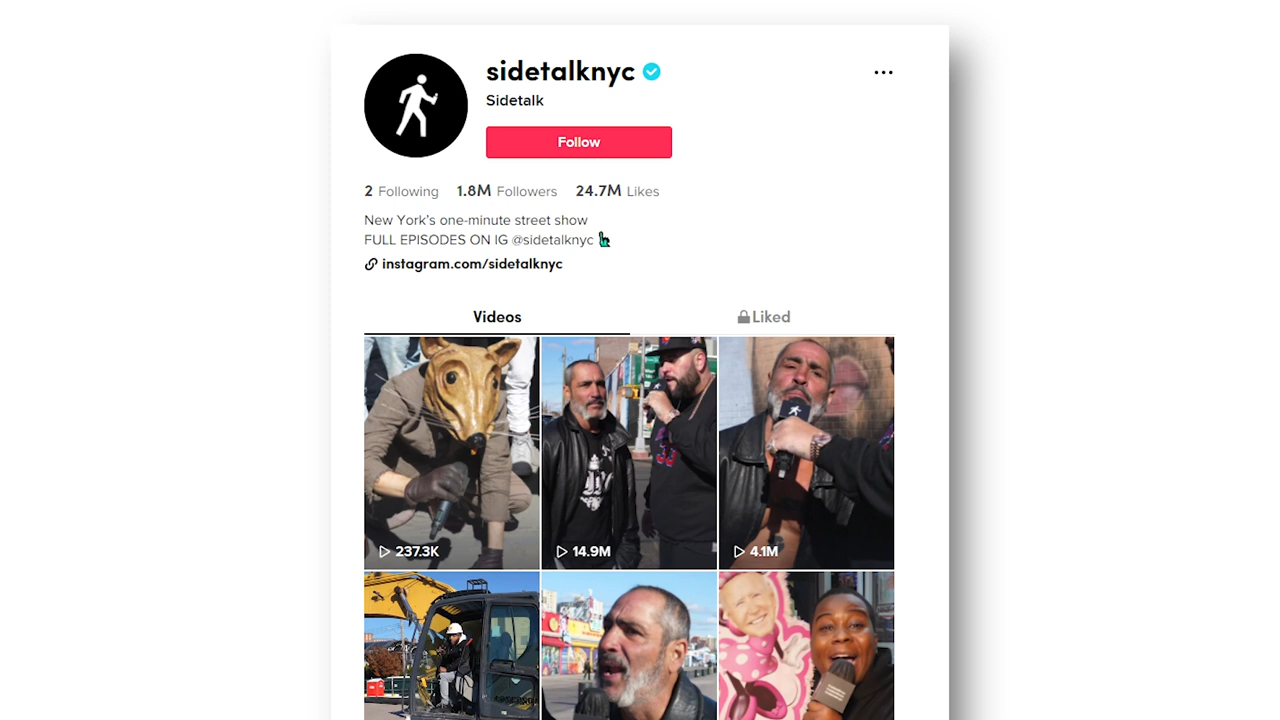 sidetalknyc
Sidetalk
Follow
2 Following 1.8M Followers 24.7M Likes
New York's one-minute street show
FULL EPISODES ON IG @sidetalknyc
instagram.com/sidetalknyc
Videos Liked
237.3K 14.9M 4.1M